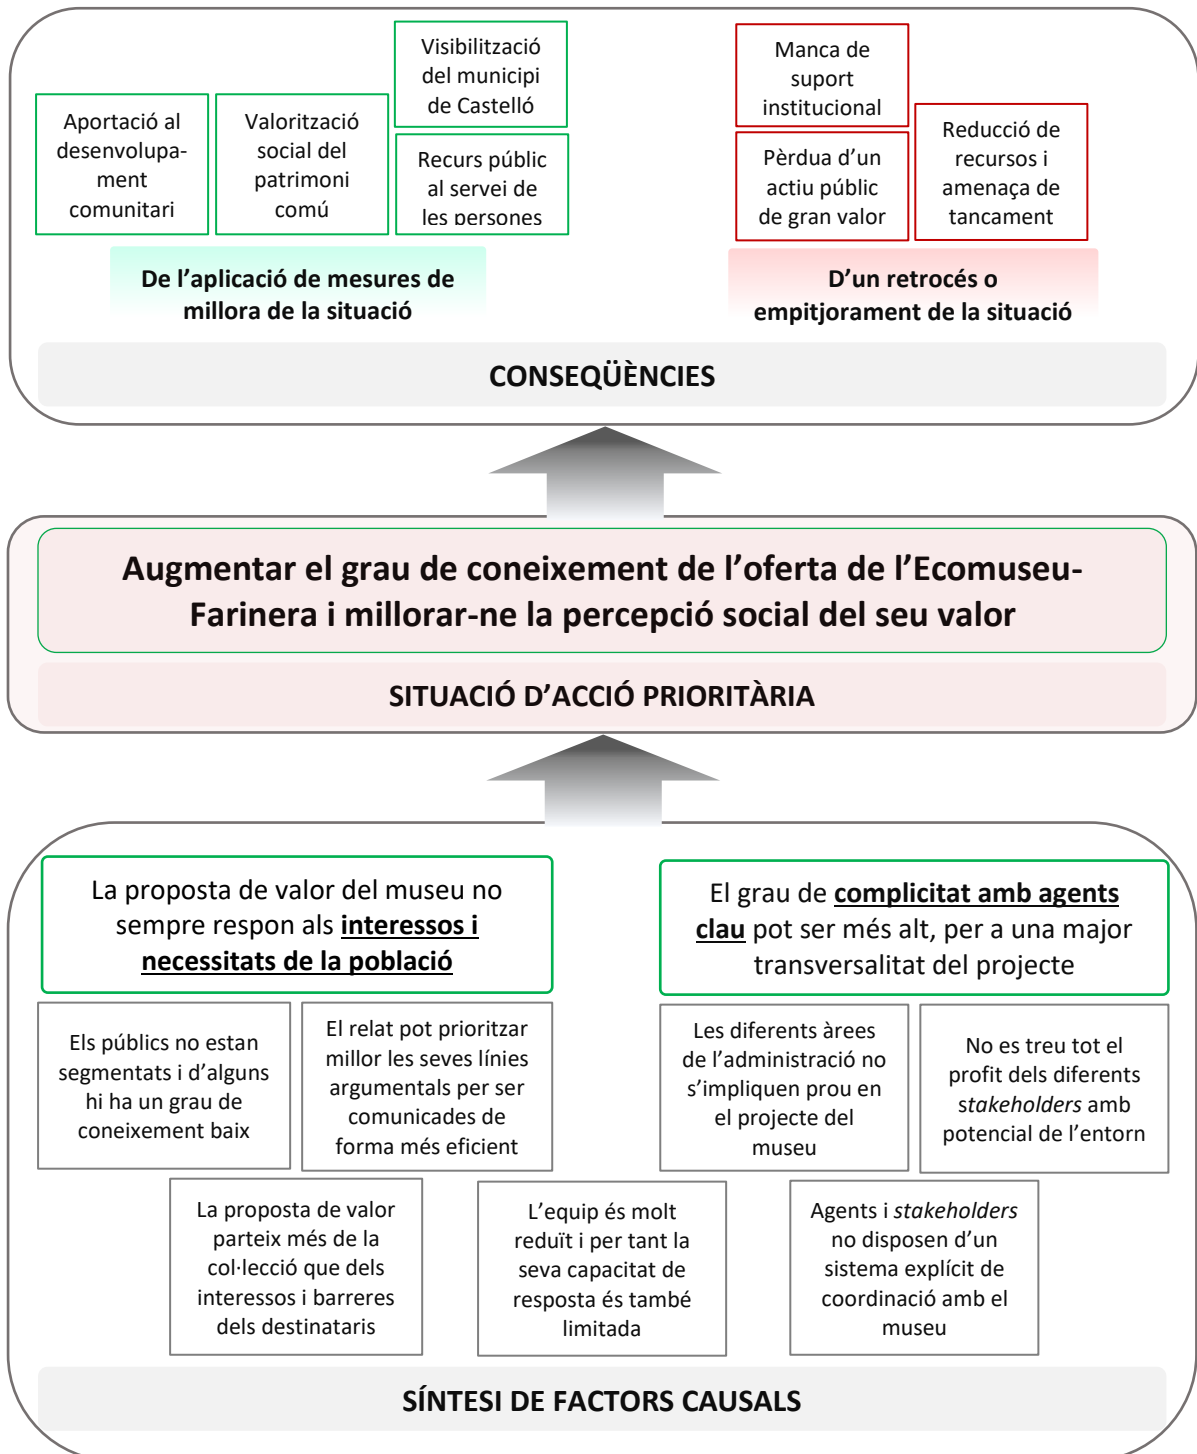 Aportació al
desenvolupa-
ment
comunitari
Valorització
social del
patrimoni
comú
Visibilització
del municipi
de Castelló
Recurs públic
al servei de
les persones
De l’aplicació de mesures de
millora de la situació
Manca de
suport
institucional
Pèrdua d’un
actiu públic
de gran valor
Reducció de
recursos i
amenaça de
tancament
D’un retrocés o
empitjorament de la situació
CONSEQÜÈNCIES
Augmentar el grau de coneixement de l’oferta de l’Ecomuseu-
Farinera i millorar-ne la percepció social del seu valor
SITUACIÓ D’ACCIÓ PRIORITÀRIA
La proposta de valor del museu no
sempre respon als interessos i
necessitats de la població
El grau de complicitat amb agents
clau pot ser més alt, per a una major
transversalitat del projecte
Els públics no estan
segmentats i d’alguns
hi ha un grau de
coneixement baix
El relat pot prioritzar
millor les seves línies
argumentals per ser
comunicades de
forma més eficient
Les diferents àrees
de l’administració no
s’impliquen prou en
el projecte del
museu
No es treu tot el
profit dels diferents
stakeholders amb
potencial de l’entorn
La proposta de valor
parteix més de la
col·lecció que dels
interessos i barreres
dels destinataris
L’equip és molt
reduït i per tant la
seva capacitat de
resposta és també
limitada
Agents i stakeholders
no disposen d’un
sistema explícit de
coordinació amb el
museu
SÍNTESI DE FACTORS CAUSALS